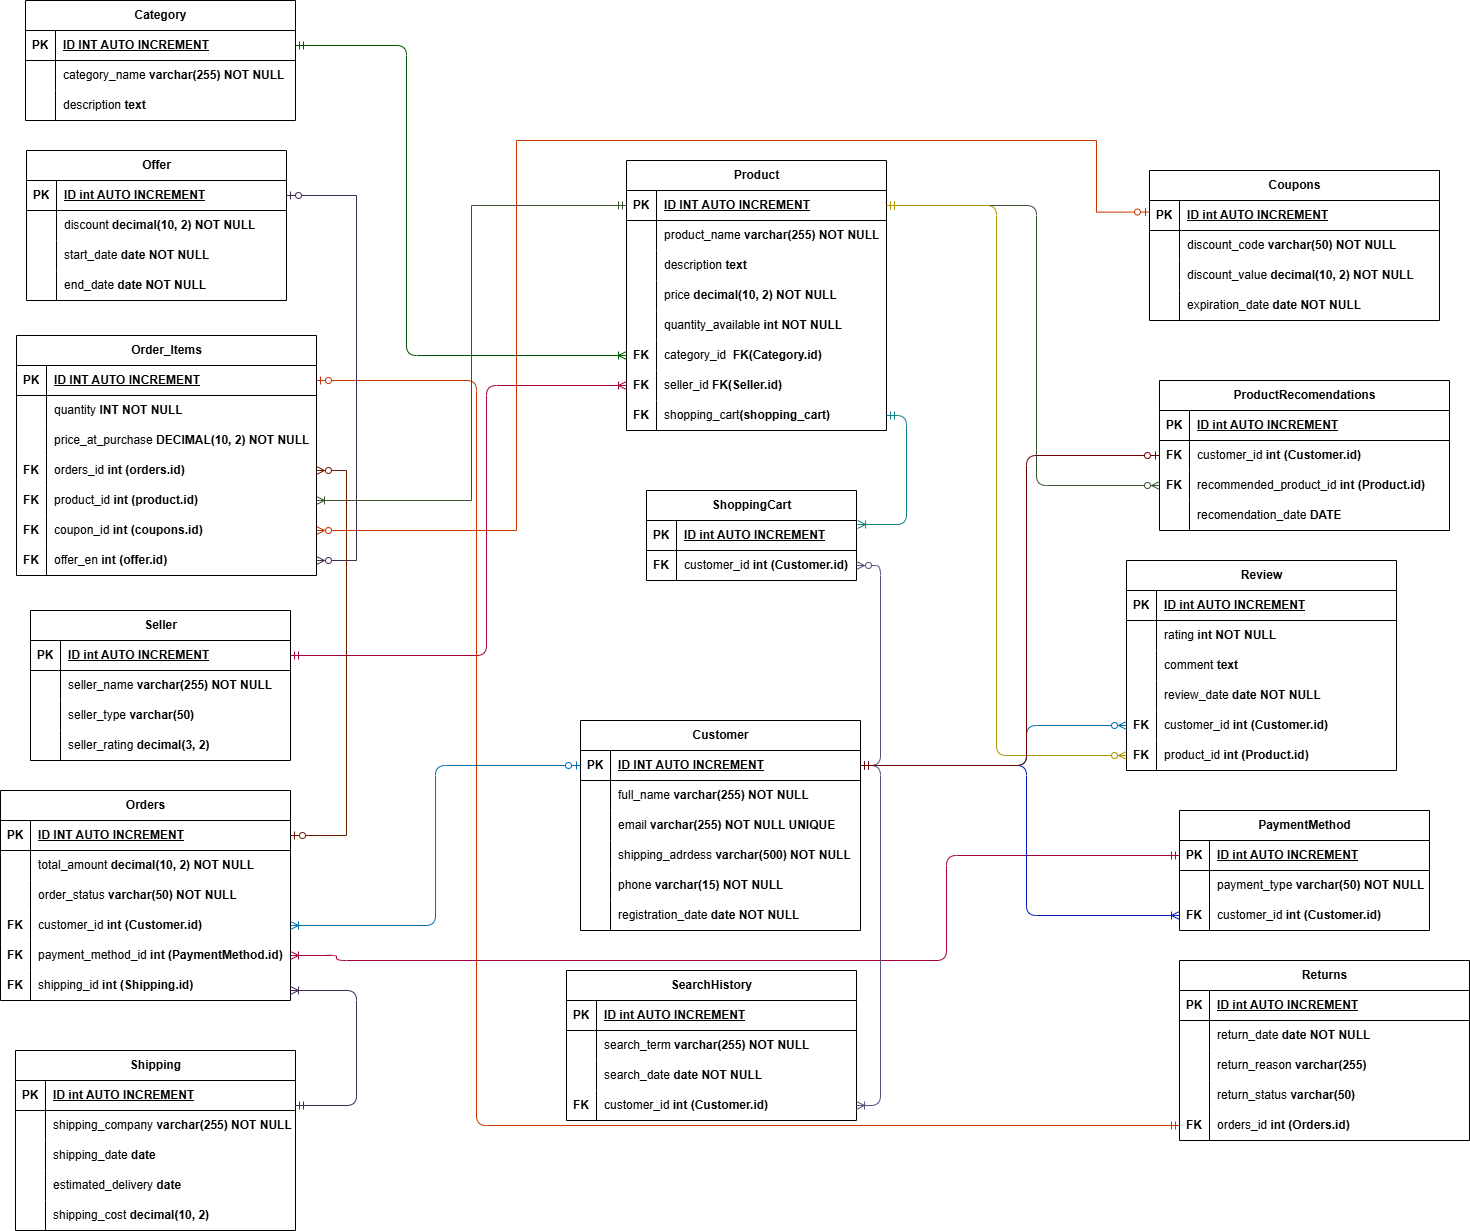 Category
PK ID INT AUTO INCREMENT
category_name varchar(255) NOT NULL
description text
Offer
PK ID int AUTO INCREMENT
discount decimal(10, 2) NOT NULL
start_date date NOT NULL
end_date date NOT NULL
Order_Items
PK ID INT AUTO INCREMENT
quantity INT NOT NULL
price_at_purchase DECIMAL(10, 2) NOT NULL
FK orders_id int (orders.id)
FK product_id int (product.id)
FK coupon_id int (coupons.id)
FK offer_en int (offer.id)
Seller
PK ID int AUTO INCREMENT
seller_name varchar(255) NOT NULL
seller_type varchar(50)
seller_rating decimal(3, 2)
Orders
PK ID INT AUTO INCREMENT
total_amount decimal(10, 2) NOT NULL
order_status varchar(50) NOT NULL
FK customer_id int (Customer.id)
FK payment_method_id int (PaymentMethod.id)
FK shipping_id int (Shipping.id)
Shipping
PK ID int AUTO INCREMENT
shipping_company varchar(255) NOT NULL
shipping_date date
estimated_delivery date
shipping_cost decimal(10, 2)
Product
PK ID INT AUTO INCREMENT
product_name varchar(255) NOT NULL
description text
price decimal(10, 2) NOT NULL
quantity_available int NOT NULL
FK category_id FK(Category.id)
FK seller_id FK(Seller.id)
FK shopping_cart(shopping_cart)
ShoppingCart
PK ID int AUTO INCREMENT
FK customer_id int (Customer.id)
Customer
PK ID INT AUTO INCREMENT
full_name varchar(255) NOT NULL
email varchar(255) NOT NULL UNIQUE
shipping_adrdess varchar(500) NOT NULL
phone varchar(15) NOT NULL
registration_date date NOT NULL
SearchHistory
PK ID int AUTO INCREMENT
search_term varchar(255) NOT NULL
search_date date NOT NULL
FK customer_id int (Customer.id)
Coupons
PK ID int AUTO INCREMENT
discount_code varchar(50) NOT NULL
discount_value decimal(10, 2) NOT NULL
expiration_date date NOT NULL
ProductRecomendations
PK ID int AUTO INCREMENT
FK customer_id int (Customer.id)
FK recommended_product_id int (Product.id)
recomendation_date DATE
Review
PK ID int AUTO INCREMENT
rating int NOT NULL
comment text
review_date date NOT NULL
FK customer_id int (Customer.id)
FK product_id int (Product.id)
PaymentMethod
PK ID int AUTO INCREMENT
payment_type varchar(50) NOT NULL
FK customer_id int (Customer.id)
Returns
PK ID int AUTO INCREMENT
return_date date NOT NULL
return_reason varchar(255)
return_status varchar(50)
FK orders_id int (Orders.id)